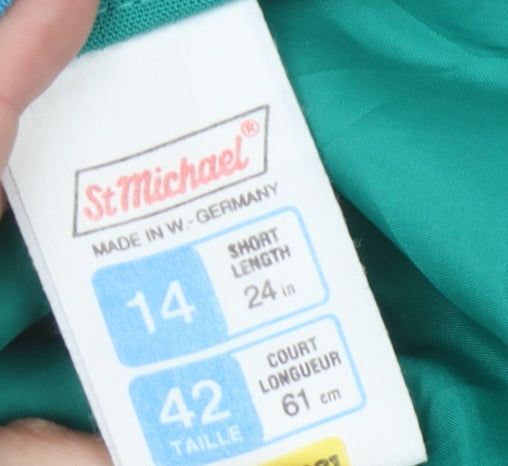 St Michael®
MADE IN W.-GERMANY
14
SHORT
LENGTH
24 in
42
TAILLE
COURT
LONGUEUR
61 cm